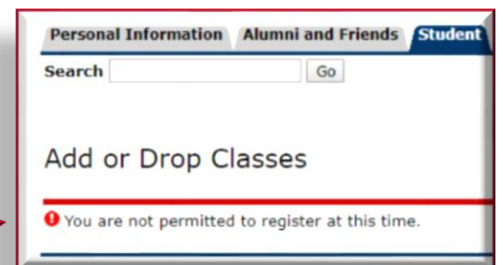 Personal Information Alumni and Friends Student
Search Go
Add or Drop Classes
You are not permitted to register at this time.